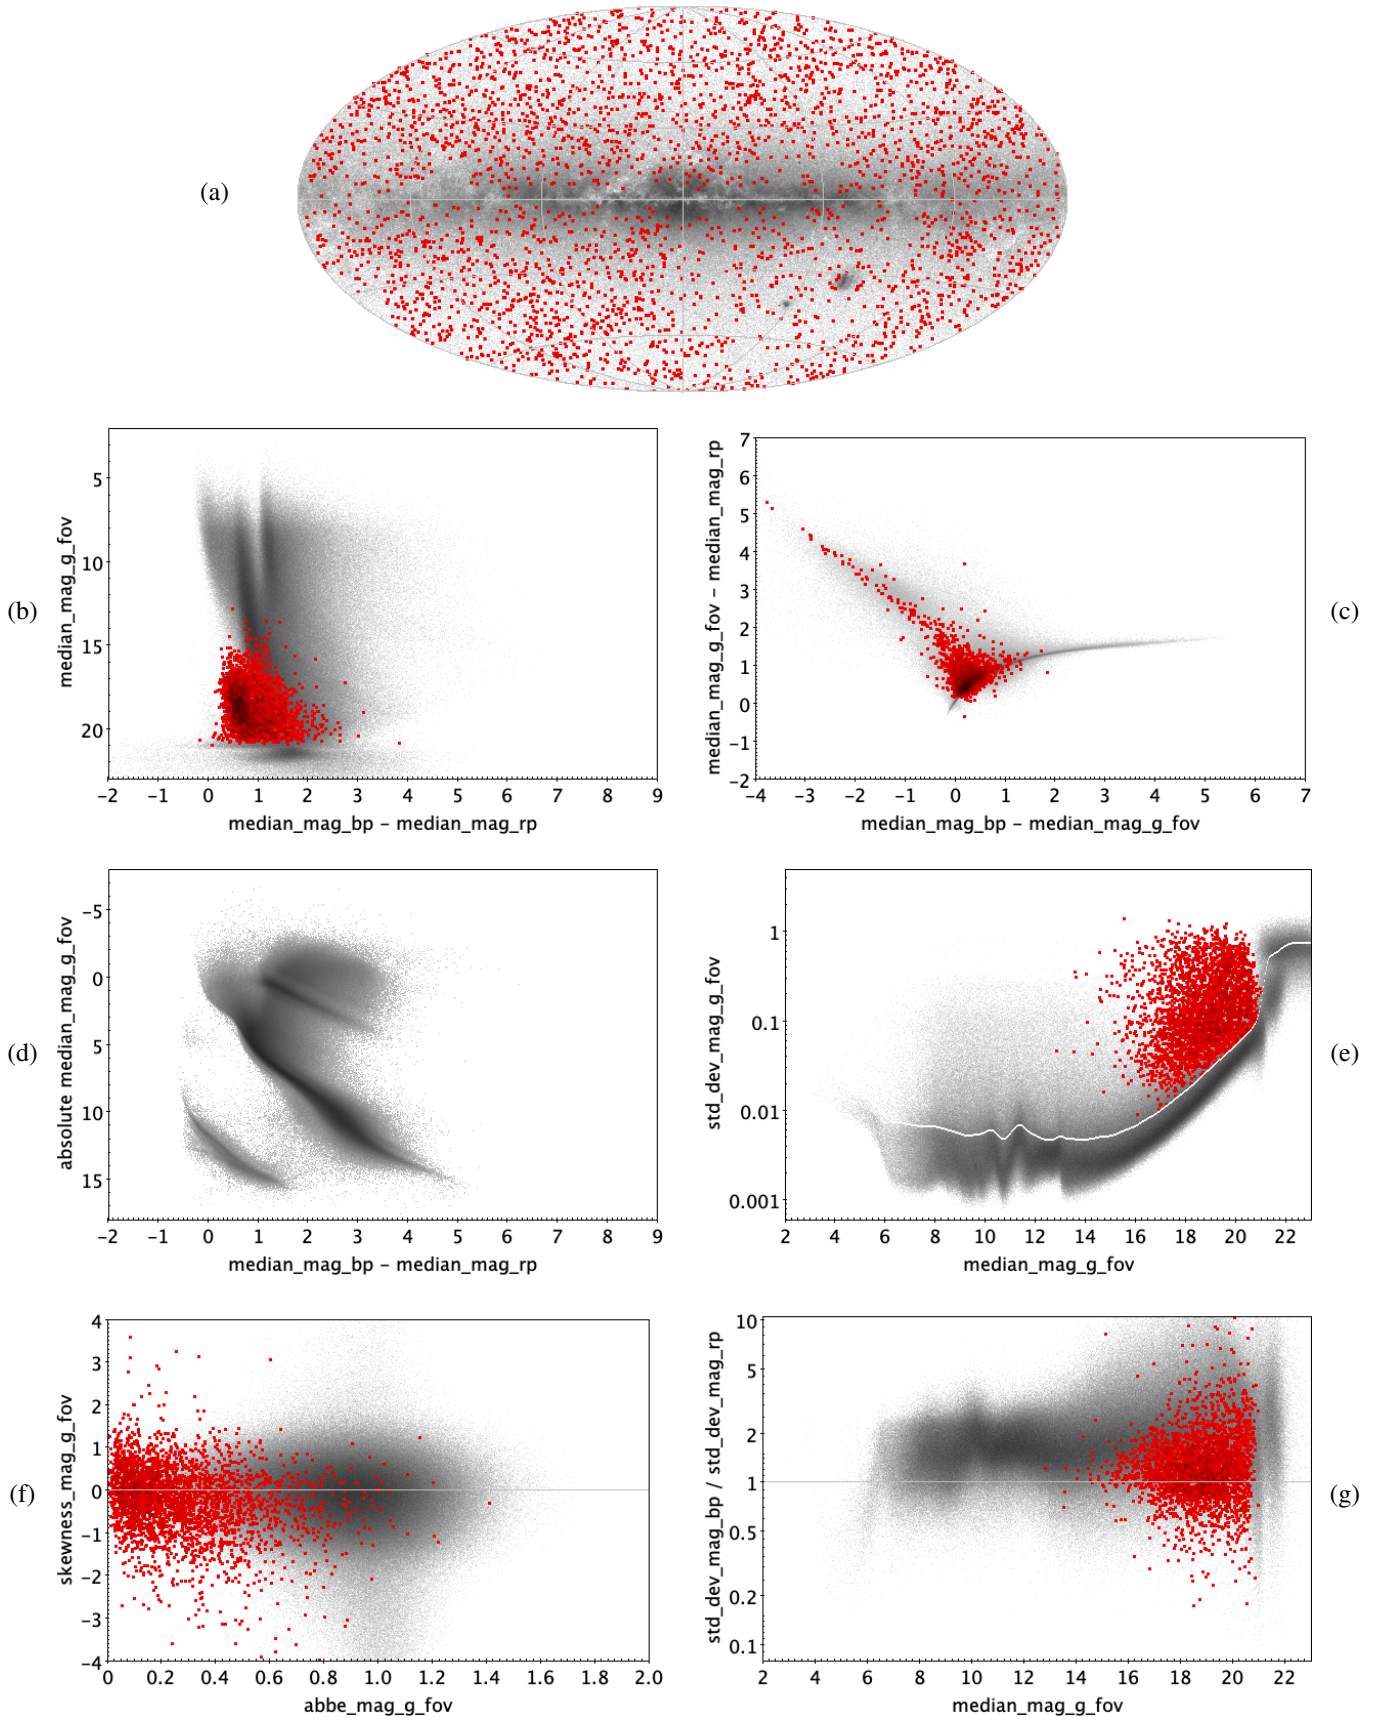 (a)
5
10
15
20
median_mag_g_fov
−2 −1 0 1 2 3 4 5 6 7 8 9
median_mag_bp − median_mag_rp
(b)
7
6
5
4
3
2
1
0
−1
−2
median_mag_g_fov − median_mag_rp
−4 −3 −2 −1 0 1 2 3 4 5 6 7
median_mag_bp − median_mag_g_fov
(c)
−5
0
5
10
15
absolute median_mag_g_fov
−2 −1 0 1 2 3 4 5 6 7 8 9
median_mag_bp − median_mag_rp
(d)
1
0.1
0.01
0.001
std_dev_mag_g_fov
2 4 6 8 10 12 14 16 18 20 22
median_mag_g_fov
(e)
4
3
2
1
0
−1
−2
−3
−4
skewness_mag_g_fov
0 0.2 0.4 0.6 0.8 1.0 1.2 1.4 1.6 1.8 2.0
abbe_mag_g_fov
(f)
10
5
2
1
0.5
0.2
0.1
std_dev_mag_bp / std_dev_mag_rp
2 4 6 8 10 12 14 16 18 20 22
median_mag_g_fov
(g)